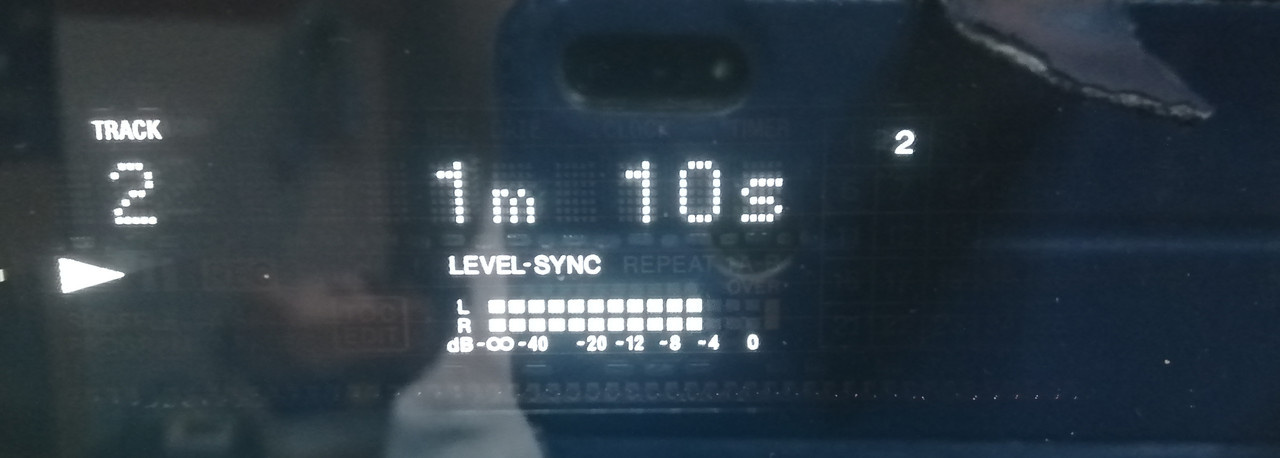 TRACK
2
2 1m 10s
LEVEL-SYNC REPEAT
OVER
L
R
dB -∞ -40 -20 -12 -8 -4 0